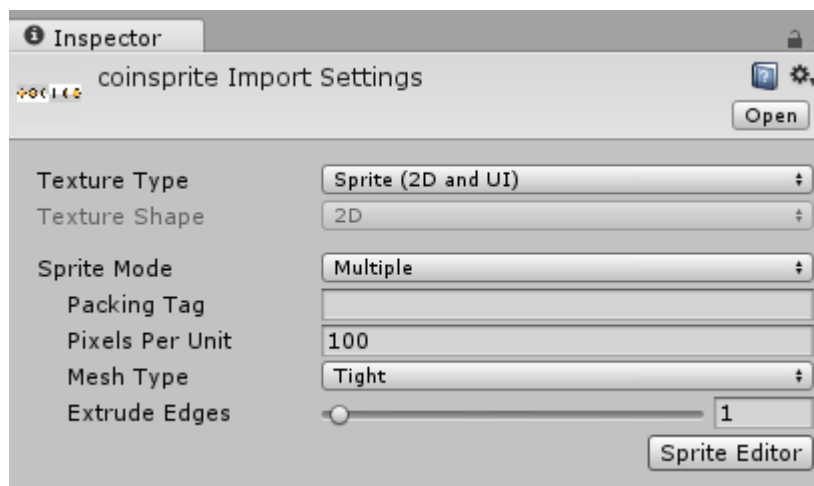 Inspector
coinsprite Import Settings
Open
Texture Type Sprite (2D and UI)
Texture Shape 2D
Sprite Mode Multiple
Packing Tag
Pixels Per Unit 100
Mesh Type Tight
Extrude Edges 1
Sprite Editor